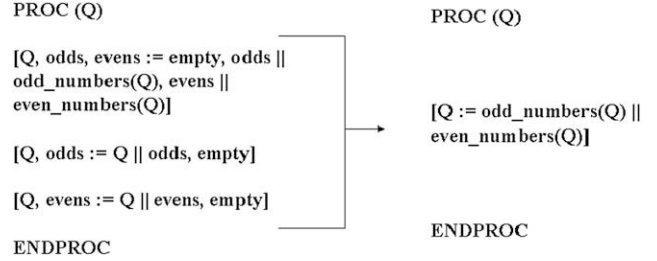 PROC (Q)
[Q, odds, evens := empty, odds ||
odd_numbers(Q), evens ||
even_numbers(Q)]
[Q, odds := Q || odds, empty]
[Q, evens := Q || evens, empty]
ENDPROC
PROC (Q)
[Q := odd_numbers(Q) ||
even_numbers(Q)]
ENDPROC